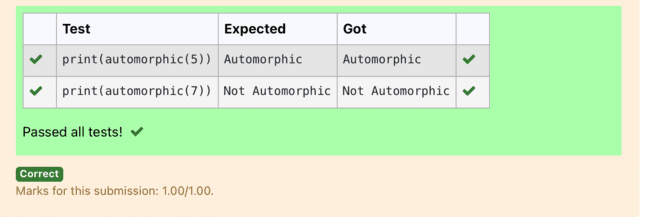 Test Expected Got
print(automorphic(5)) Automorphic Automorphic
print(automorphic(7)) Not Automorphic Not Automorphic
Passed all tests!
Correct
Marks for this submission: 1.00/1.00.